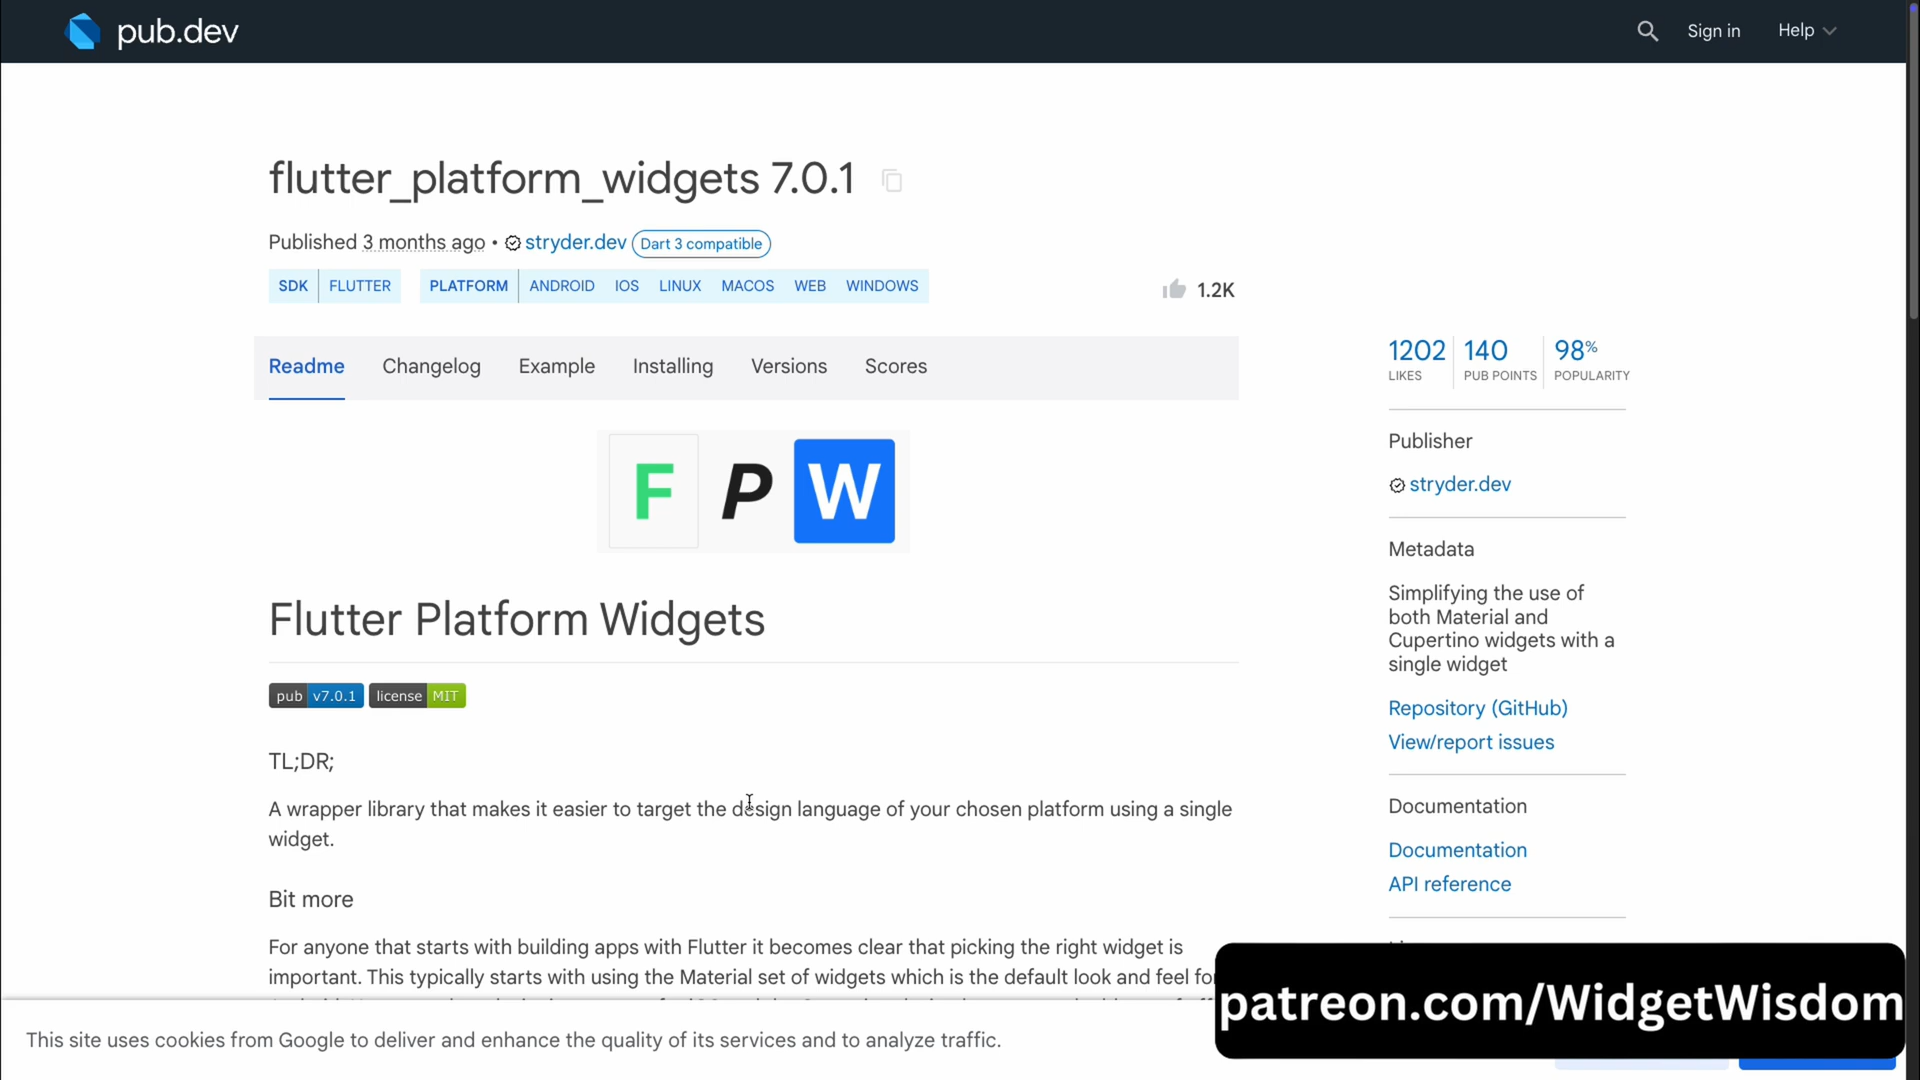 pub.dev
Sign in
Help
flutter_platform_widgets 7.0.1
Published 3 months ago • stryder.dev Dart 3 compatible
SDK FLUTTER PLATFORM ANDROID IOS LINUX MACOS WEB WINDOWS
1.2K
Readme Changelog Example Installing Versions Scores
F P W
Flutter Platform Widgets
pub v7.0.1 license MIT
TL;DR;
A wrapper library that makes it easier to target the design language of your chosen platform using a single
widget.
Bit more
For anyone that starts with building apps with Flutter it becomes clear that picking the right widget is
important. This typically starts with using the Material set of widgets which is the default look and feel for
1202 140 98%
LIKES PUB POINTS POPULARITY
Publisher
stryder.dev
Metadata
Simplifying the use of
both Material and
Cupertino widgets with a
single widget
Repository (GitHub)
View/report issues
Documentation
Documentation
API reference
patreon.com/WidgetWisdom
This site uses cookies from Google to deliver and enhance the quality of its services and to analyze traffic.